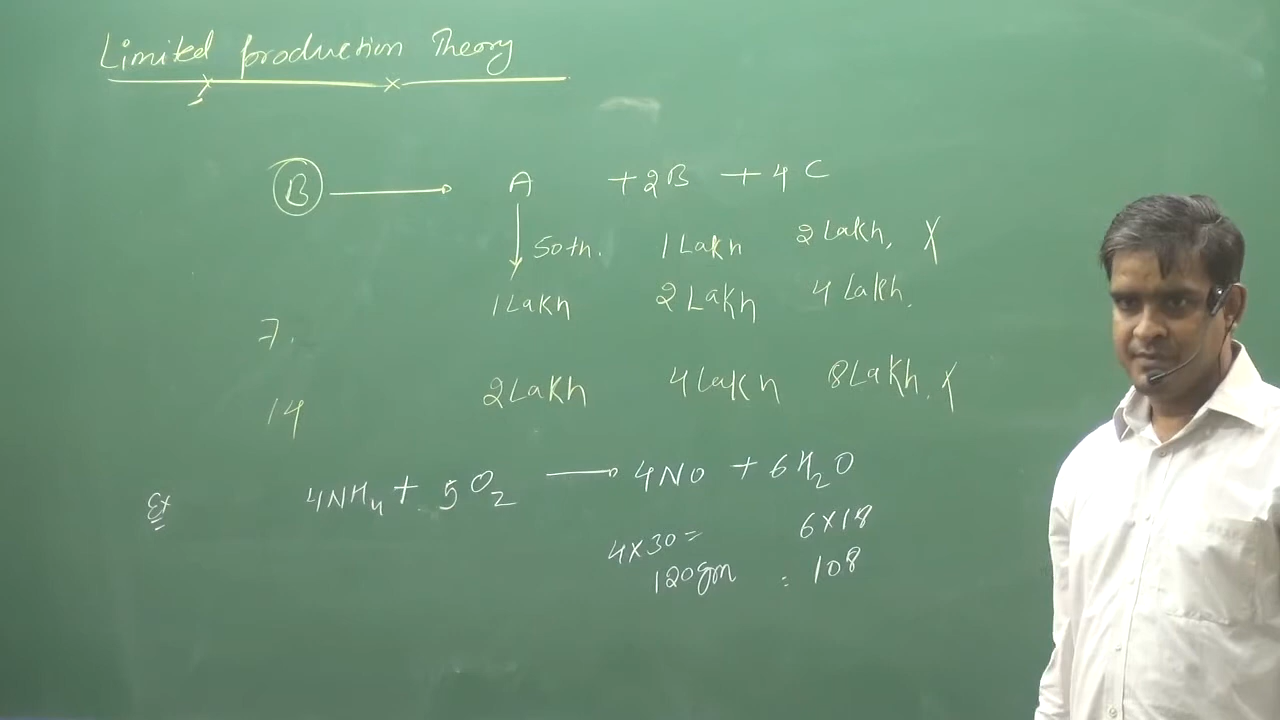 Limited production Theory
B → A + 2B + 4C
50th. 1 Lakh 2 Lakh, X
1 Lakh 2 Lakh 4 Lakh.
7.
2 Lakh 4 Lakh 8 Lakh. X
14
Ex 4NH4 + 5O2 → 4NO + 6H2O
4×30= 6×18
120gm = 108